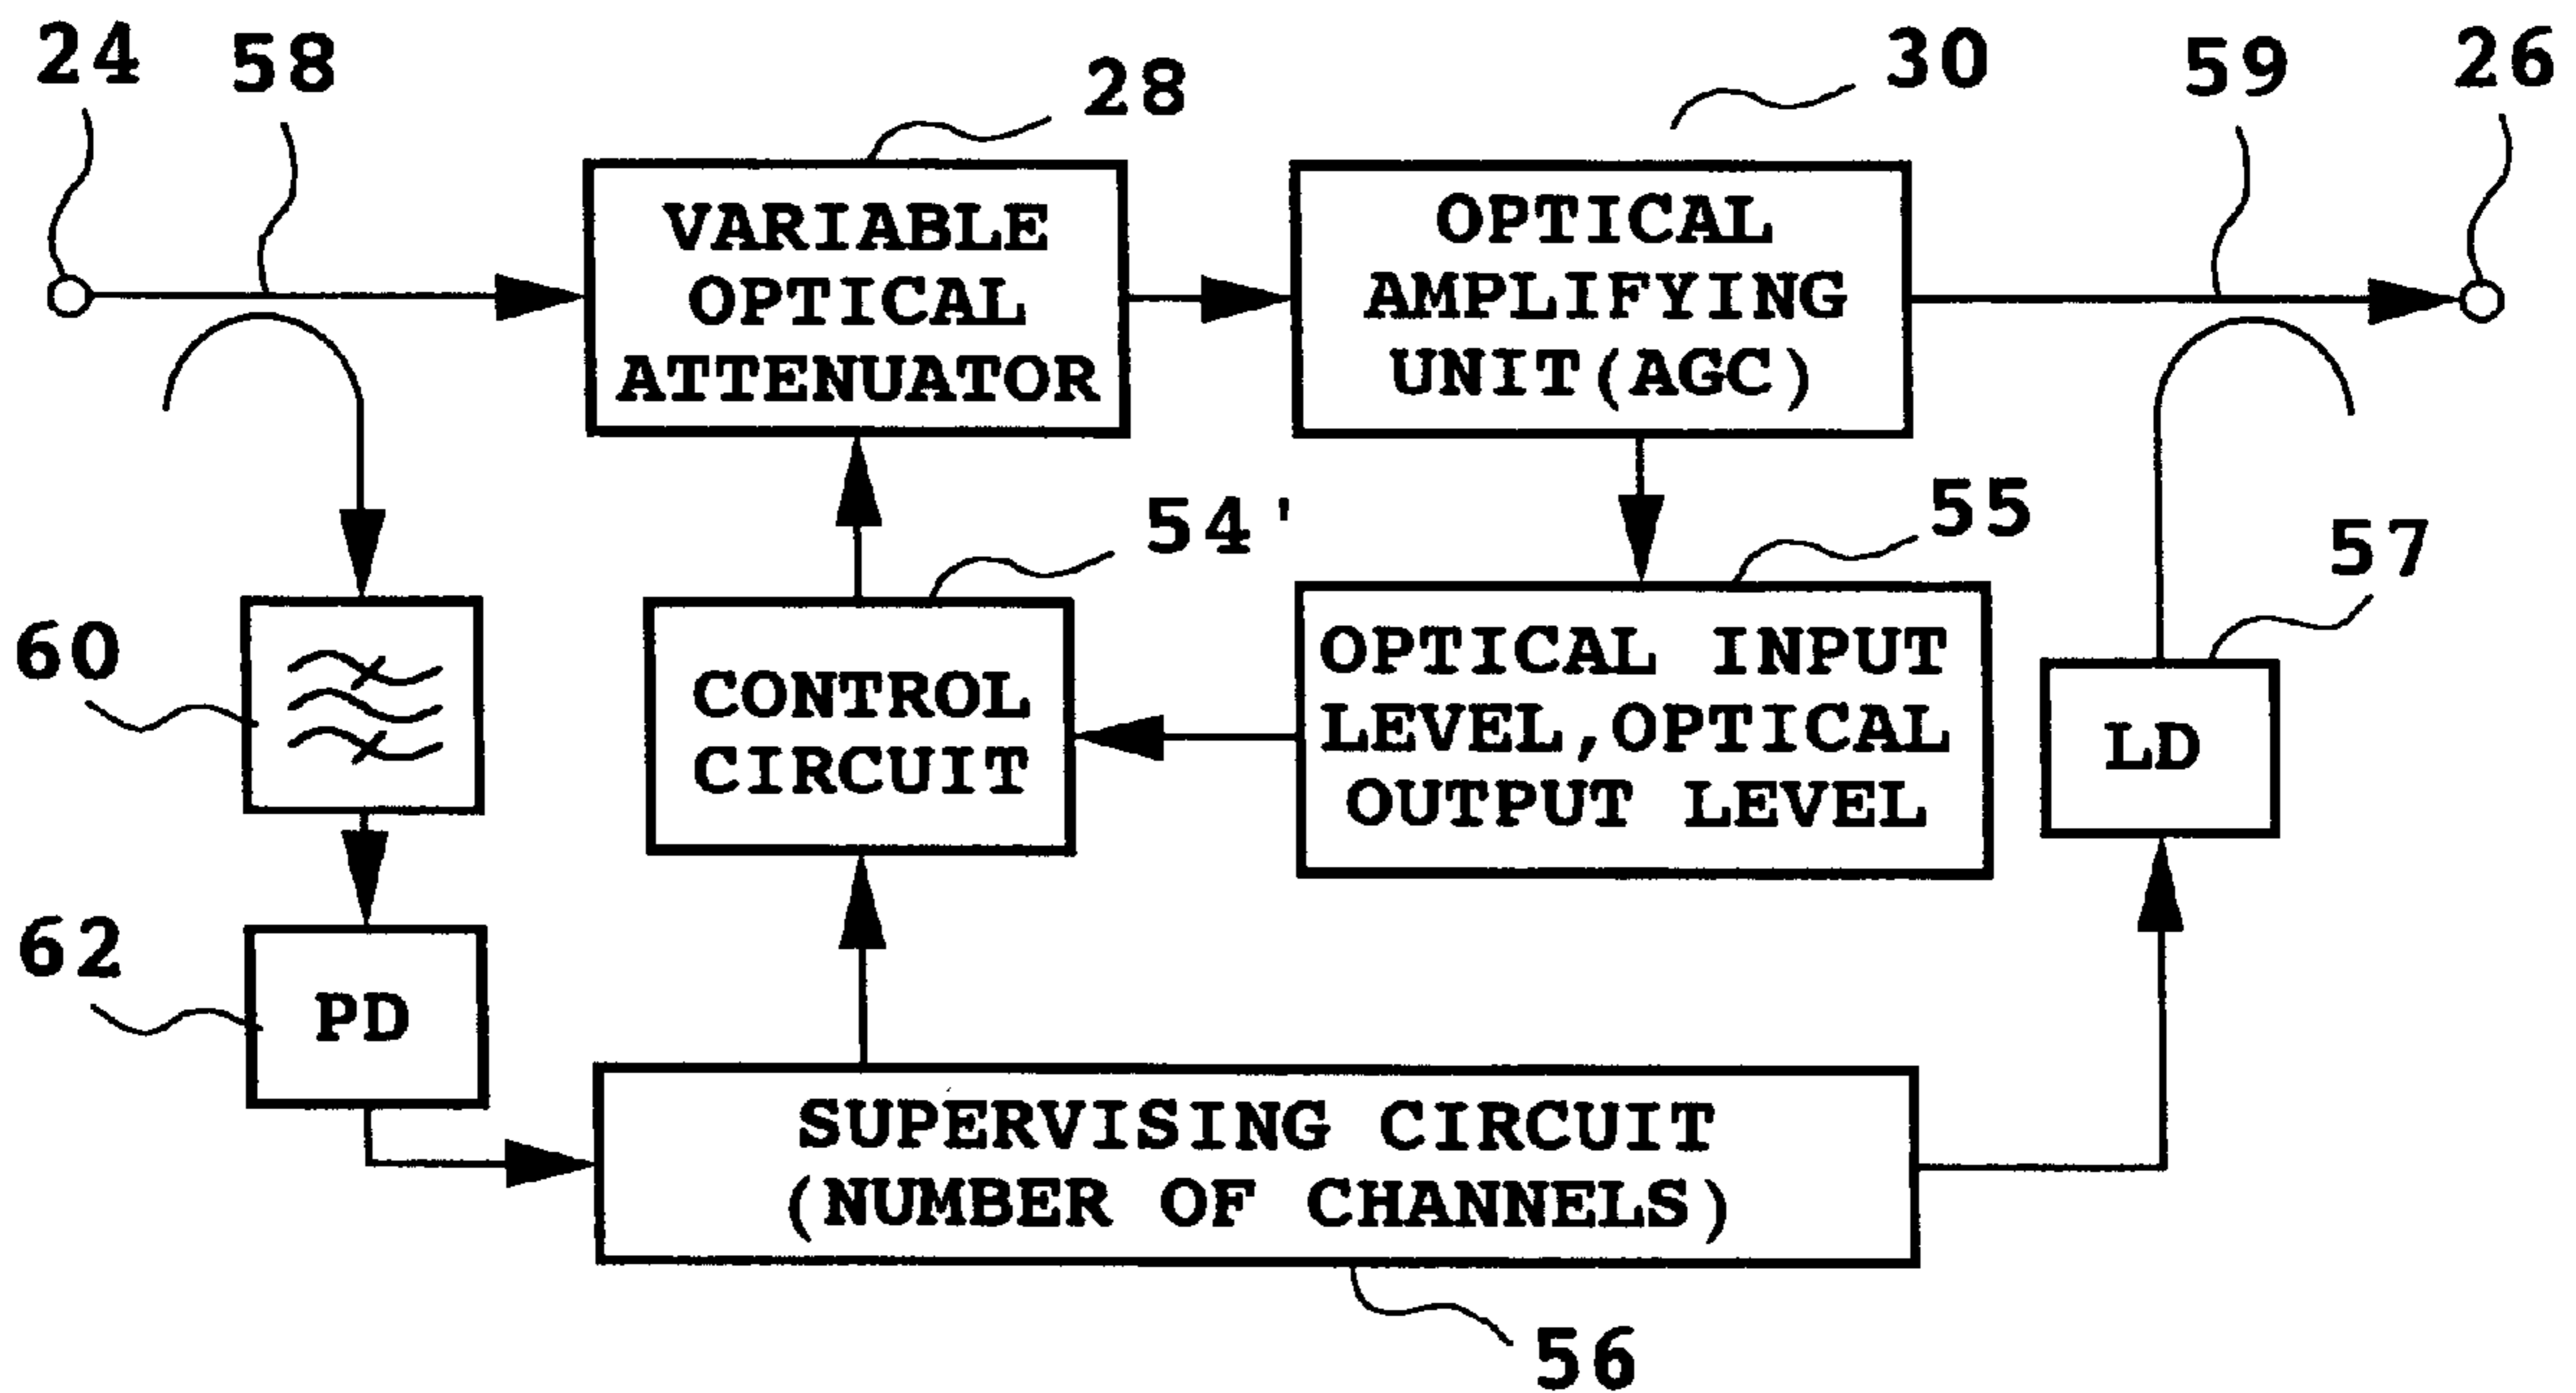 24
58
28
30
59
26
VARIABLE
OPTICAL
ATTENUATOR
OPTICAL
AMPLIFYING
UNIT(AGC)
54'
55
57
60
CONTROL
CIRCUIT
OPTICAL INPUT
LEVEL,OPTICAL
OUTPUT LEVEL
LD
62
PD
SUPERVISING CIRCUIT
(NUMBER OF CHANNELS)
56